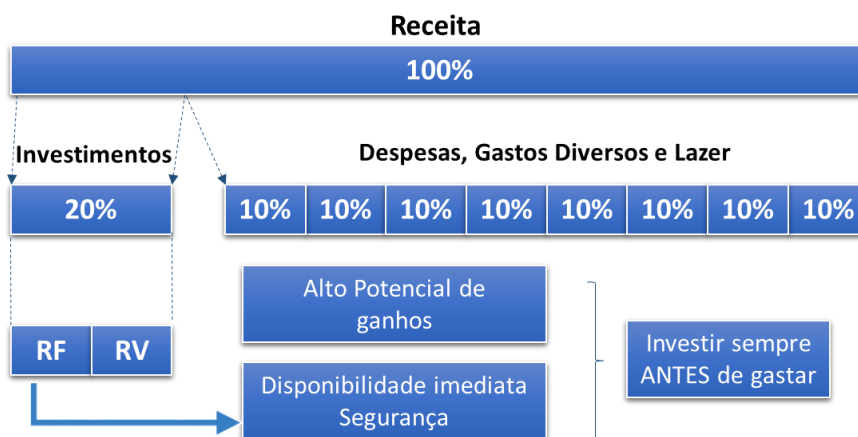 Receita
100%
Investimentos
Despesas, Gastos Diversos e Lazer
20%
10% 10% 10% 10% 10% 10% 10% 10%
Alto Potencial de
ganhos
RF RV
Investir sempre
ANTES de gastar
Disponibilidade imediata
Segurança